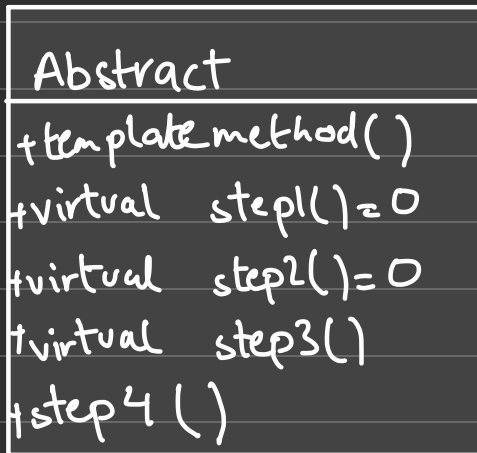 Abstract
+templatemethod()
+virtual step1()=0
+virtual step2()=0
+virtual step3()
+step4()